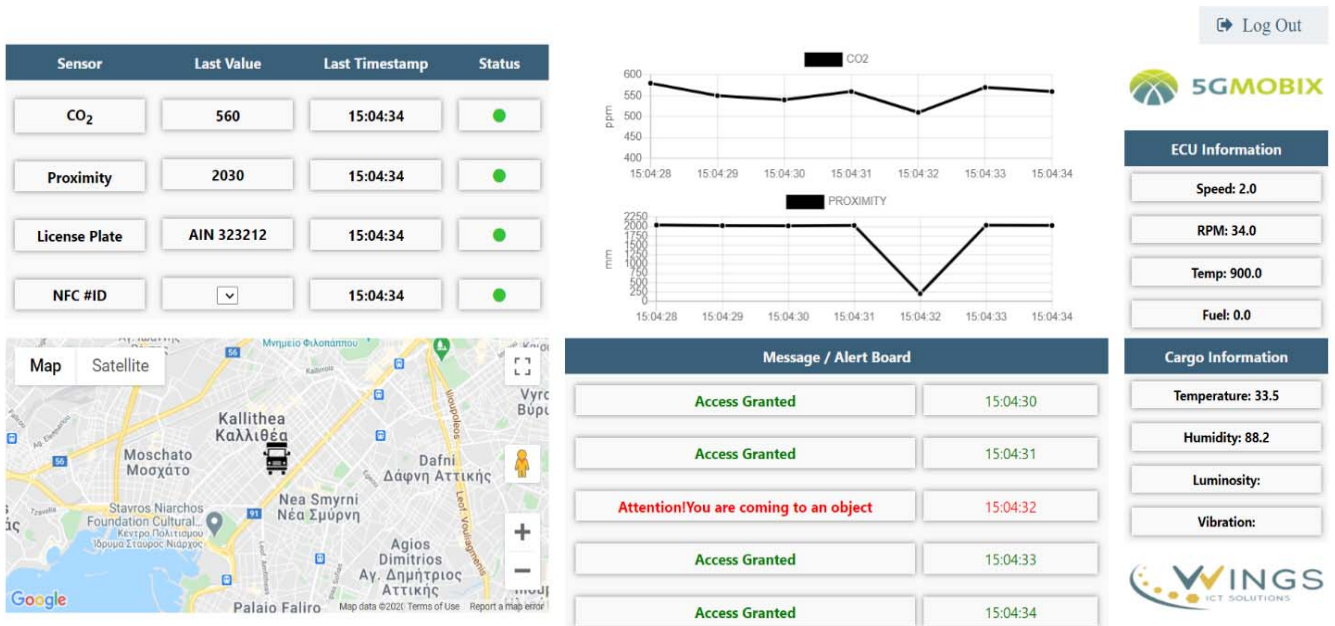 Log Out
Sensor Last Value Last Timestamp Status
CO2 560 15:04:34
Proximity 2030 15:04:34
License Plate AIN 323212 15:04:34
NFC #ID 15:04:34
CO2
600
550
500
450
400
ppm
15:04:28 15:04:29 15:04:30 15:04:31 15:04:32 15:04:33 15:04:34
PROXIMITY
2250
2000
1750
1500
1250
1000
750
500
250
0
mm
15:04:28 15:04:29 15:04:30 15:04:31 15:04:32 15:04:33 15:04:34
5GMOBIX
ECU Information
Speed: 2.0
RPM: 34.0
Temp: 900.0
Fuel: 0.0
Map Satellite
Μνημείο Φιλοπάππου
56
Kallithea
Καλλιθέα
Moschato
Μοσχάτο
56
Dafni
Δάφνη Αττικής
Nea Smyrni
Νέα Σμύρνη
91
Stavros Niarchos
Foundation Cultural...
Κέντρο Πολιτισμού
Ίδρυμα Σταύρος Νιάρχος
Agios
Dimitrios
Αγ. Δημήτριος
Αττικής
Palaio Faliro
Leof. Vouliagmenis
Google
Map data ©2020 Terms of Use Report a map error
Message / Alert Board
Access Granted 15:04:30
Access Granted 15:04:31
Attention!You are coming to an object 15:04:32
Access Granted 15:04:33
Access Granted 15:04:34
Cargo Information
Temperature: 33.5
Humidity: 88.2
Luminosity:
Vibration:
WINGS
ICT SOLUTIONS